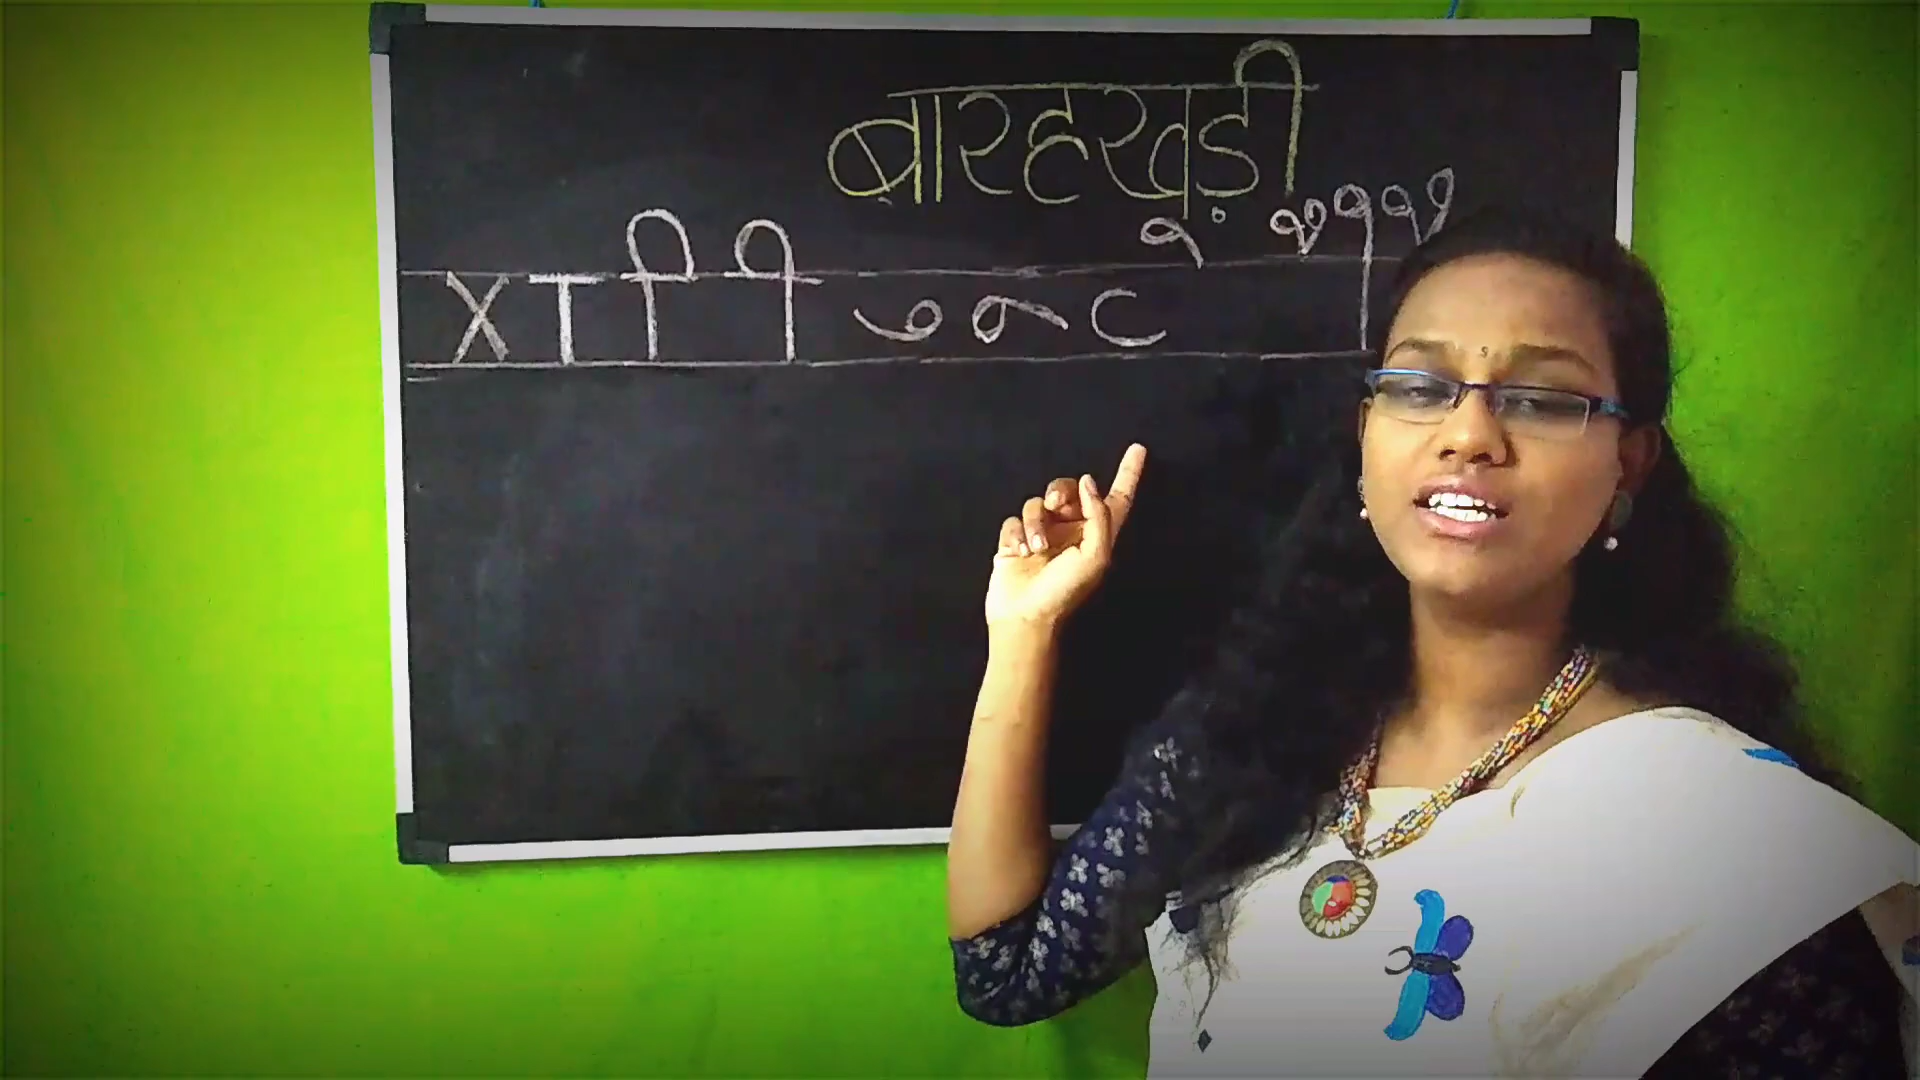 बारहखड़ी
X ा ि ी ु ू ृ े ै ो